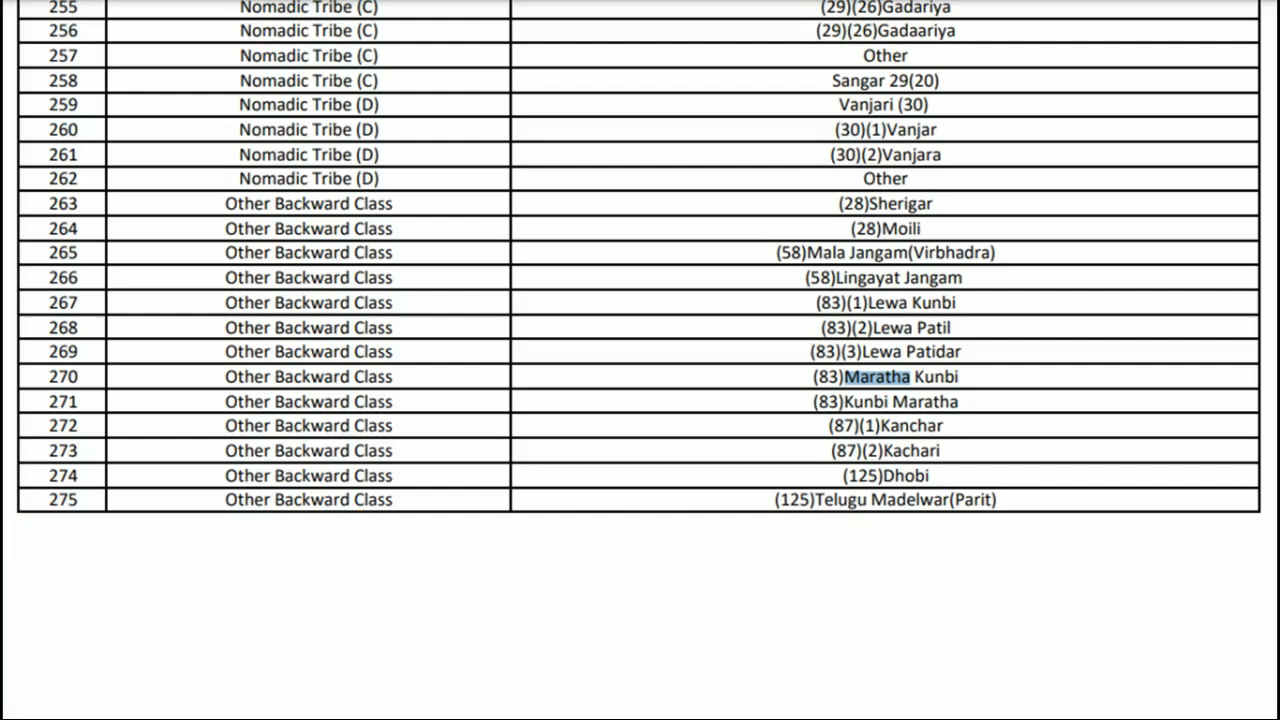 255 Nomadic Tribe (C) (29)(26)Gadariya
256 Nomadic Tribe (C) (29)(26)Gadaariya
257 Nomadic Tribe (C) Other
258 Nomadic Tribe (C) Sangar 29(20)
259 Nomadic Tribe (D) Vanjari (30)
260 Nomadic Tribe (D) (30)(1)Vanjar
261 Nomadic Tribe (D) (30)(2)Vanjara
262 Nomadic Tribe (D) Other
263 Other Backward Class (28)Sherigar
264 Other Backward Class (28)Moili
265 Other Backward Class (58)Mala Jangam(Virbhadra)
266 Other Backward Class (58)Lingayat Jangam
267 Other Backward Class (83)(1)Lewa Kunbi
268 Other Backward Class (83)(2)Lewa Patil
269 Other Backward Class (83)(3)Lewa Patidar
270 Other Backward Class (83)Maratha Kunbi
271 Other Backward Class (83)Kunbi Maratha
272 Other Backward Class (87)(1)Kanchar
273 Other Backward Class (87)(2)Kachari
274 Other Backward Class (125)Dhobi
275 Other Backward Class (125)Telugu Madelwar(Parit)